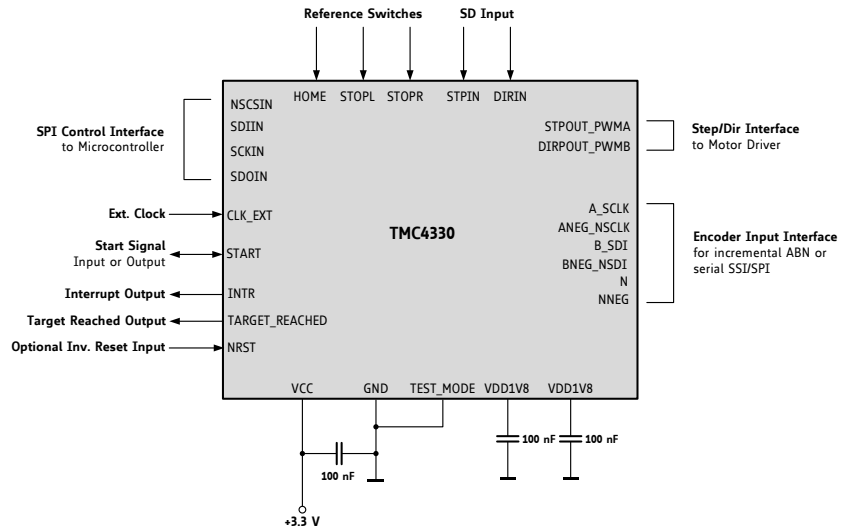 Reference Switches
SD Input
HOME STOPL STOPR STPIN DIRIN
SPI Control Interface
to Microcontroller
NSCSIN
SDIIN
SCKIN
SDOIN
STPOUT_PWMA
DIRPOUT_PWMB
Step/Dir Interface
to Motor Driver
Ext. Clock
CLK_EXT
TMC4330
Start Signal
Input or Output
START
A_SCLK
ANEG_NSCLK
B_SDI
BNEG_NSDI
N
NNEG
Encoder Input Interface
for incremental ABN or
serial SSI/SPI
Interrupt Output
INTR
Target Reached Output
TARGET_REACHED
Optional Inv. Reset Input
NRST
VCC GND TEST_MODE VDD1V8 VDD1V8
100 nF
100 nF
100 nF
+3.3 V